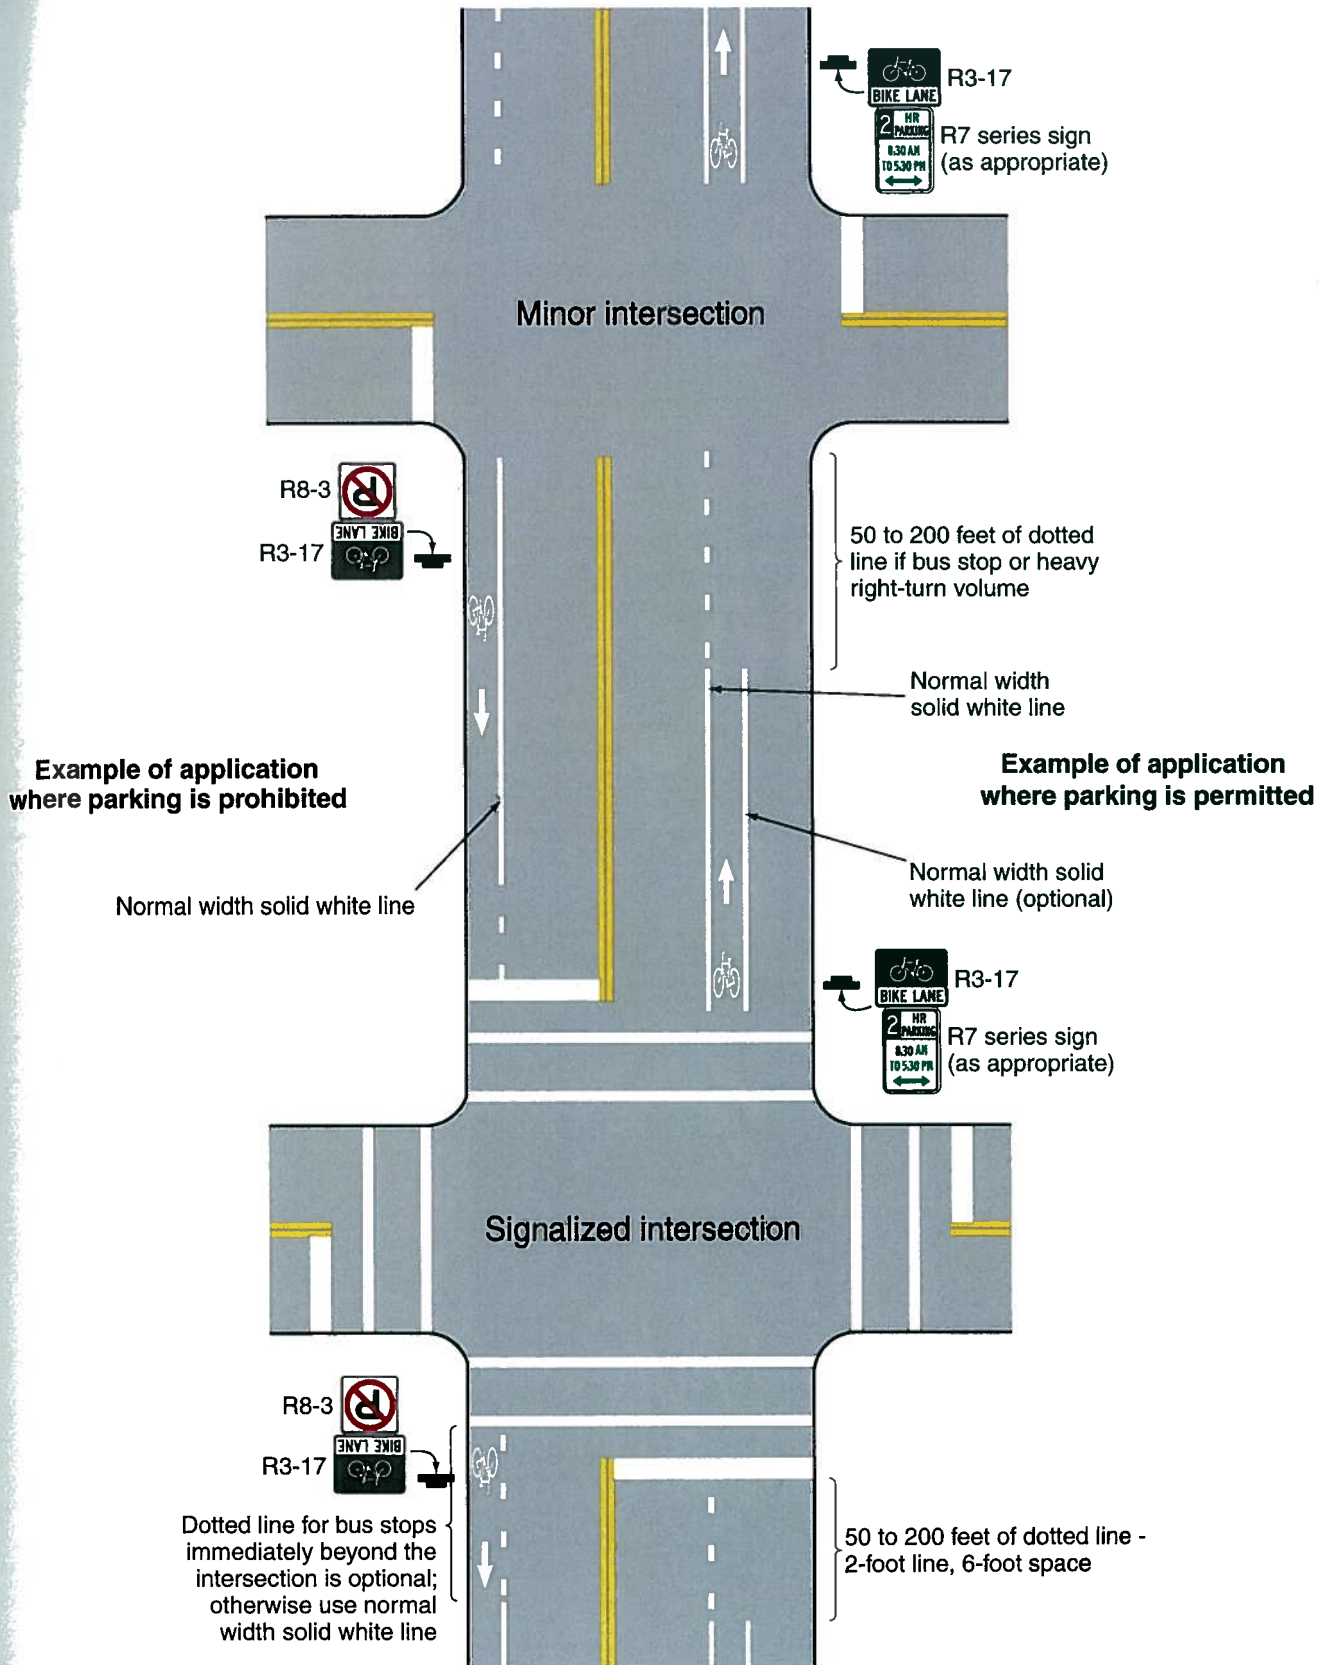 BIKE LANE
R3-17
2 HR
PARKING
8:30 AM
TO 5:30 PM
R7 series sign
(as appropriate)
Minor intersection
R8-3
P
BIKE LANE
R3-17
50 to 200 feet of dotted
line if bus stop or heavy
right-turn volume
Normal width
solid white line
Example of application
where parking is prohibited
Example of application
where parking is permitted
Normal width solid white line
Normal width solid
white line (optional)
BIKE LANE
R3-17
2 HR
PARKING
8:30 AM
TO 5:30 PM
R7 series sign
(as appropriate)
Signalized intersection
R8-3
P
BIKE LANE
R3-17
Dotted line for bus stops
immediately beyond the
intersection is optional;
otherwise use normal
width solid white line
50 to 200 feet of dotted line -
2-foot line, 6-foot space